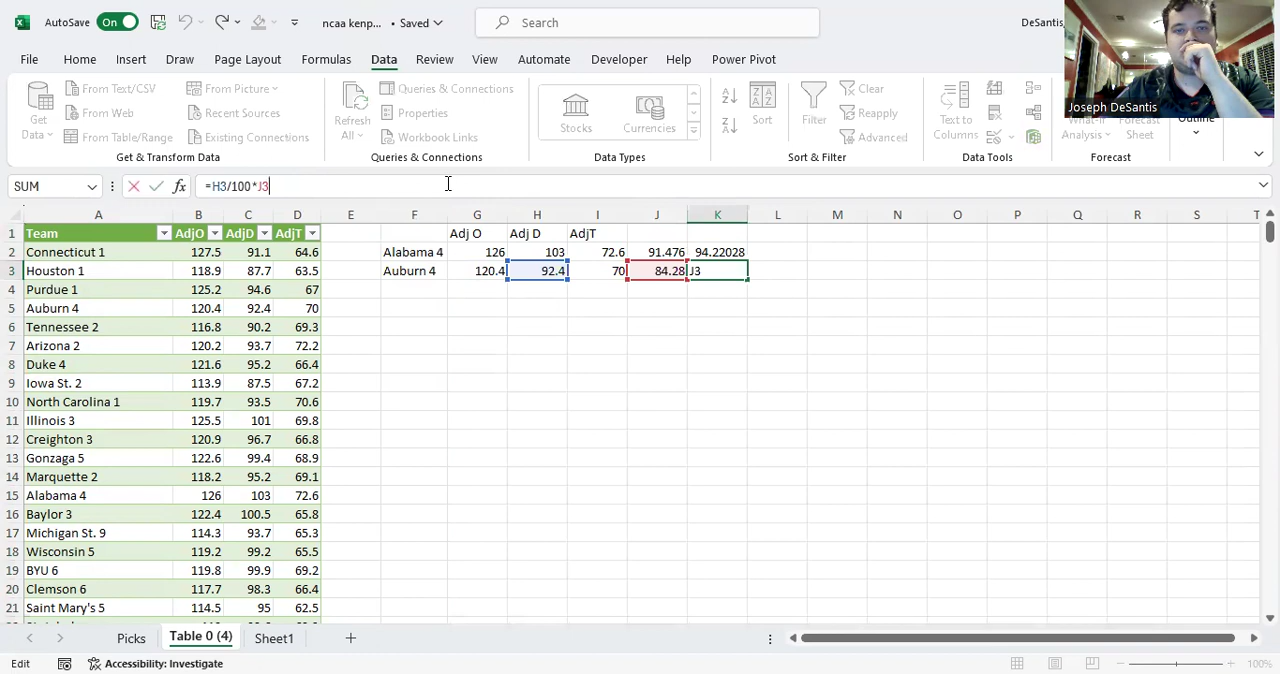 AutoSave On ncaa kenp... • Saved Search DeSantis,
File Home Insert Draw Page Layout Formulas Data Review View Automate Developer Help Power Pivot
Joseph DeSantis
Get Data
From Text/CSV
From Web
From Table/Range
From Picture
Recent Sources
Existing Connections
Get & Transform Data
Refresh All
Queries & Connections
Properties
Workbook Links
Queries & Connections
Stocks Currencies
Data Types
Sort Filter
Clear
Reapply
Advanced
Sort & Filter
Text to Columns
Data Tools
What-If Analysis
Forecast Sheet
Forecast
Outline
SUM fx =H3/100*J3
A B C D E F G H I J K L M N O P Q R S T
1 Team AdjO AdjD AdjT Adj O Adj D AdjT
2 Connecticut 1 127.5 91.1 64.6 Alabama 4 126 103 72.6 91.476 94.22028
3 Houston 1 118.9 87.7 63.5 Auburn 4 120.4 92.4 70 84.28 J3
4 Purdue 1 125.2 94.6 67
5 Auburn 4 120.4 92.4 70
6 Tennessee 2 116.8 90.2 69.3
7 Arizona 2 120.2 93.7 72.2
8 Duke 4 121.6 95.2 66.4
9 Iowa St. 2 113.9 87.5 67.2
10 North Carolina 1 119.7 93.5 70.6
11 Illinois 3 125.5 101 69.8
12 Creighton 3 120.9 96.7 66.8
13 Gonzaga 5 122.6 99.4 68.9
14 Marquette 2 118.2 95.2 69.1
15 Alabama 4 126 103 72.6
16 Baylor 3 122.4 100.5 65.8
17 Michigan St. 9 114.3 93.7 65.3
18 Wisconsin 5 119.2 99.2 65.5
19 BYU 6 119.8 99.9 69.2
20 Clemson 6 117.7 98.3 66.4
21 Saint Mary's 5 114.5 95 62.5
Picks Table 0 (4) Sheet1
Edit Accessibility: Investigate 100%